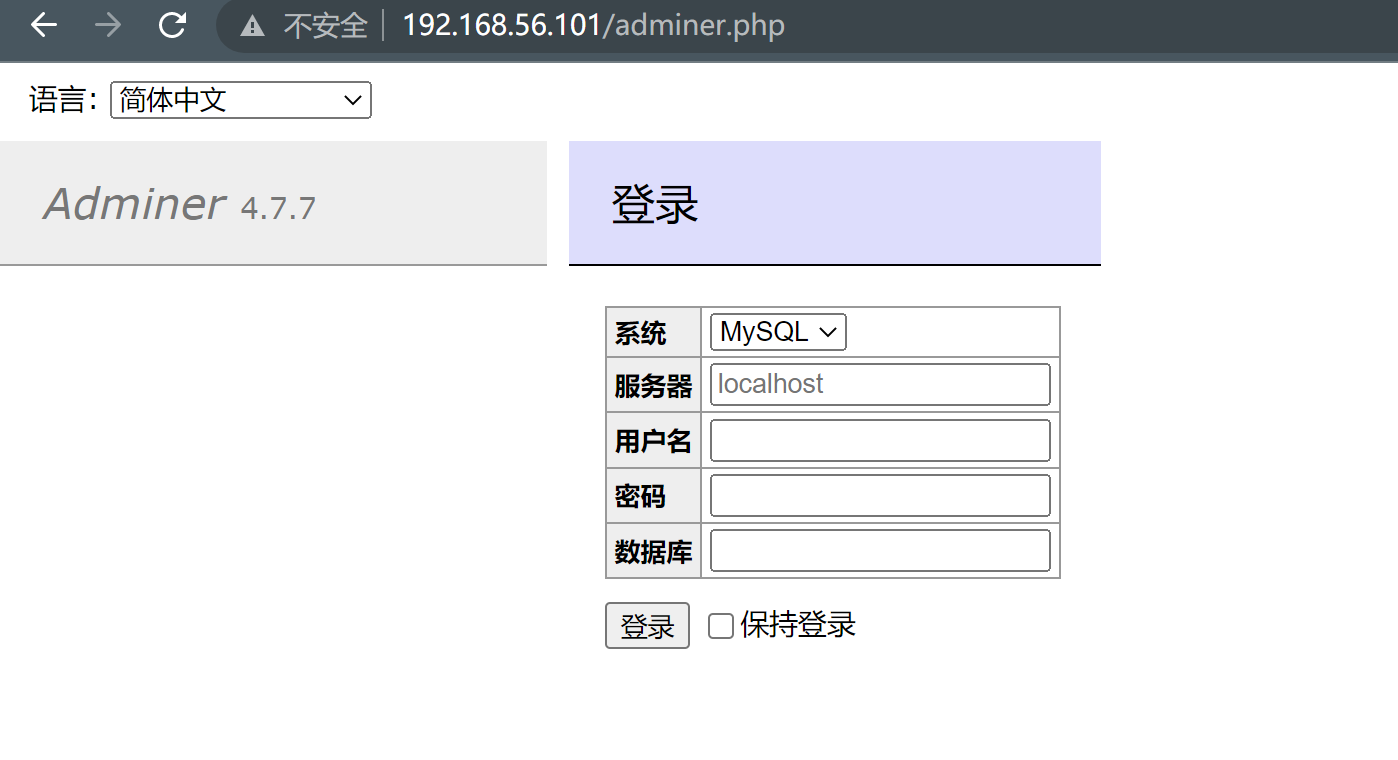 不安全 192.168.56.101/adminer.php
语言: 简体中文
Adminer 4.7.7
登录
系统 MySQL
服务器 localhost
用户名
密码
数据库
登录 保持登录